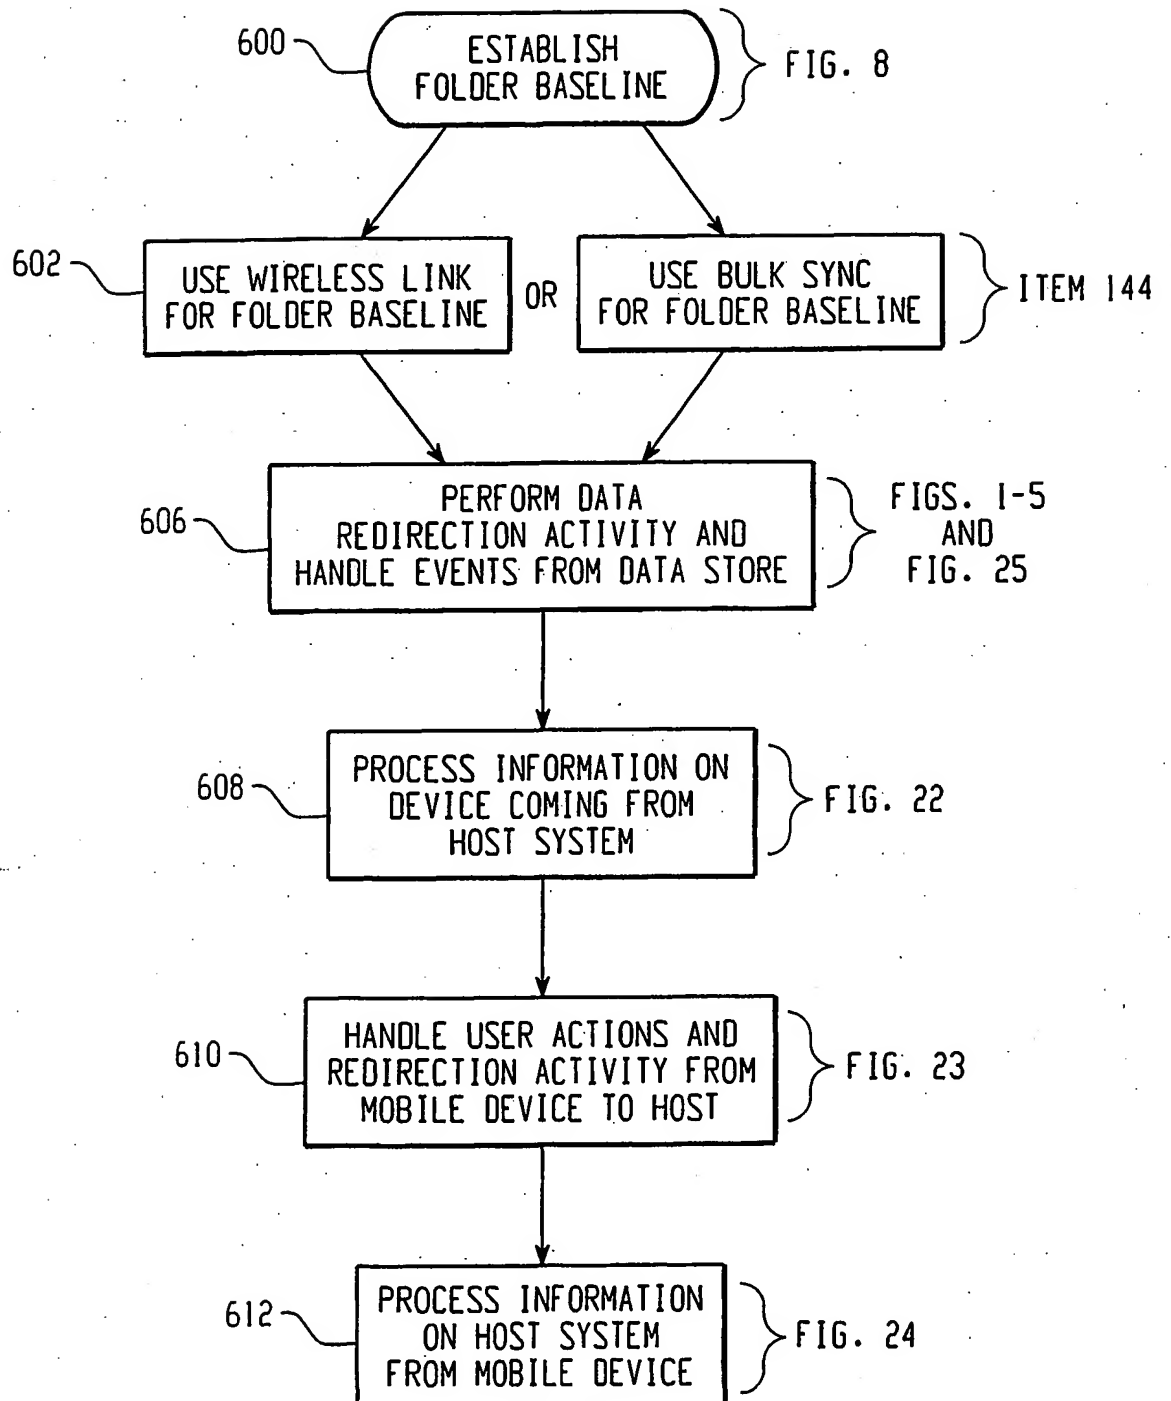 600
ESTABLISH
FOLDER BASELINE
FIG. 8
602
USE WIRELESS LINK
FOR FOLDER BASELINE
OR
USE BULK SYNC
FOR FOLDER BASELINE
ITEM 144
606
PERFORM DATA
REDIRECTION ACTIVITY AND
HANDLE EVENTS FROM DATA STORE
FIGS. 1-5
AND
FIG. 25
608
PROCESS INFORMATION ON
DEVICE COMING FROM
HOST SYSTEM
FIG. 22
610
HANDLE USER ACTIONS AND
REDIRECTION ACTIVITY FROM
MOBILE DEVICE TO HOST
FIG. 23
612
PROCESS INFORMATION
ON HOST SYSTEM
FROM MOBILE DEVICE
FIG. 24